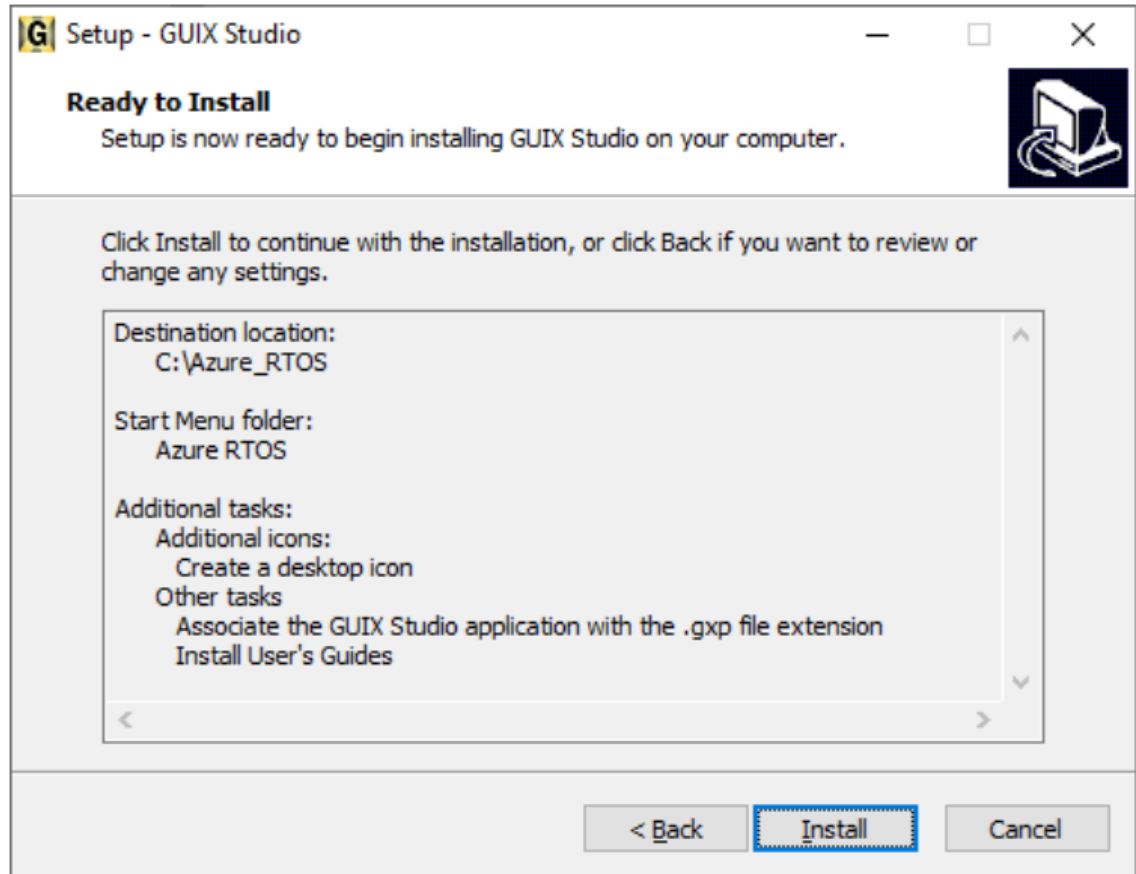 G Setup - GUIX Studio
Ready to Install
Setup is now ready to begin installing GUIX Studio on your computer.
Click Install to continue with the installation, or click Back if you want to review or
change any settings.
Destination location:
C:\Azure_RTOS
Start Menu folder:
Azure RTOS
Additional tasks:
Additional icons:
Create a desktop icon
Other tasks
Associate the GUIX Studio application with the .gxp file extension
Install User's Guides
< Back Install Cancel